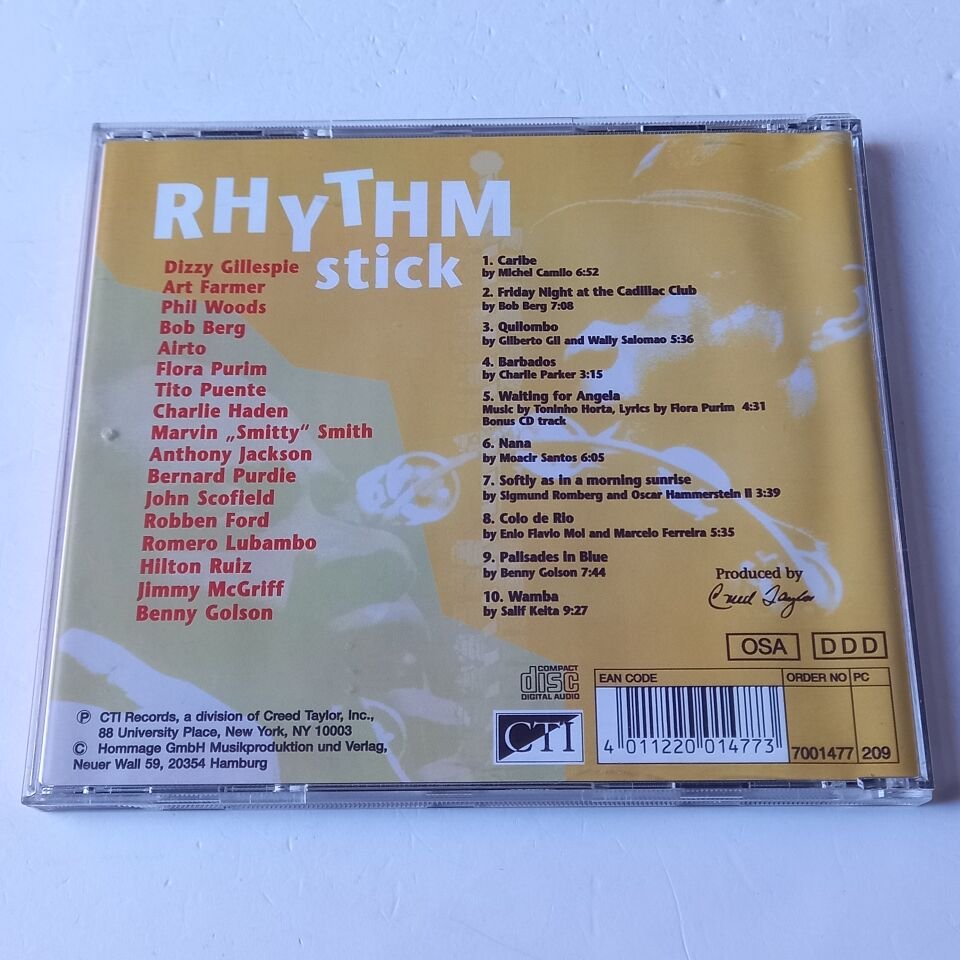 RHYTHM
stick
Dizzy Gillespie
Art Farmer
Phil Woods
Bob Berg
Airto
Flora Purim
Tito Puente
Charlie Haden
Marvin „Smitty“ Smith
Anthony Jackson
Bernard Purdie
John Scofield
Robben Ford
Romero Lubambo
Hilton Ruiz
Jimmy McGriff
Benny Golson
1. Caribe
by Michel Camilo 6:52
2. Friday Night at the Cadillac Club
by Bob Berg 7:08
3. Quilombo
by Gilberto Gil and Wally Salomao 5:36
4. Barbados
by Charlie Parker 3:15
5. Waiting for Angela
Music by Toninho Horta, Lyrics by Flora Purim 4:31
Bonus CD track
6. Nana
by Moacir Santos 6:05
7. Softly as in a morning sunrise
by Sigmund Romberg and Oscar Hammerstein II 3:39
8. Colo de Rio
by Enio Flavio Mol and Marcelo Ferreira 5:35
9. Palisades in Blue
by Benny Golson 7:44
10. Wamba
by Salif Keita 9:27
Produced by
Creed Taylor
OSA DDD
COMPACT
disc
DIGITAL AUDIO
CTI
EAN CODE
4 011220 014773
ORDER NO
7001477
PC
209
Ⓟ CTI Records, a division of Creed Taylor, Inc.,
88 University Place, New York, NY 10003
© Hommage GmbH Musikproduktion und Verlag,
Neuer Wall 59, 20354 Hamburg